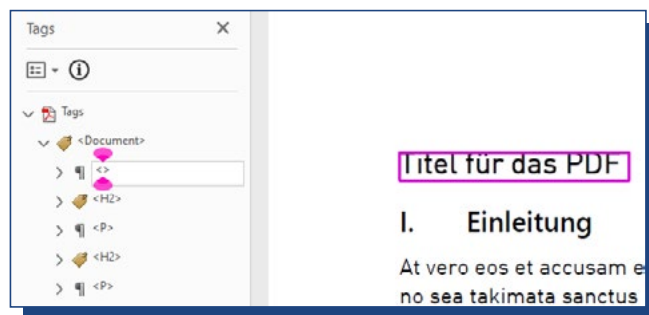 Tags
Tags
<Document>
<>
<H2>
<P>
<H2>
<P>
Titel für das PDF
I. Einleitung
At vero eos et accusam e
no sea takimata sanctus